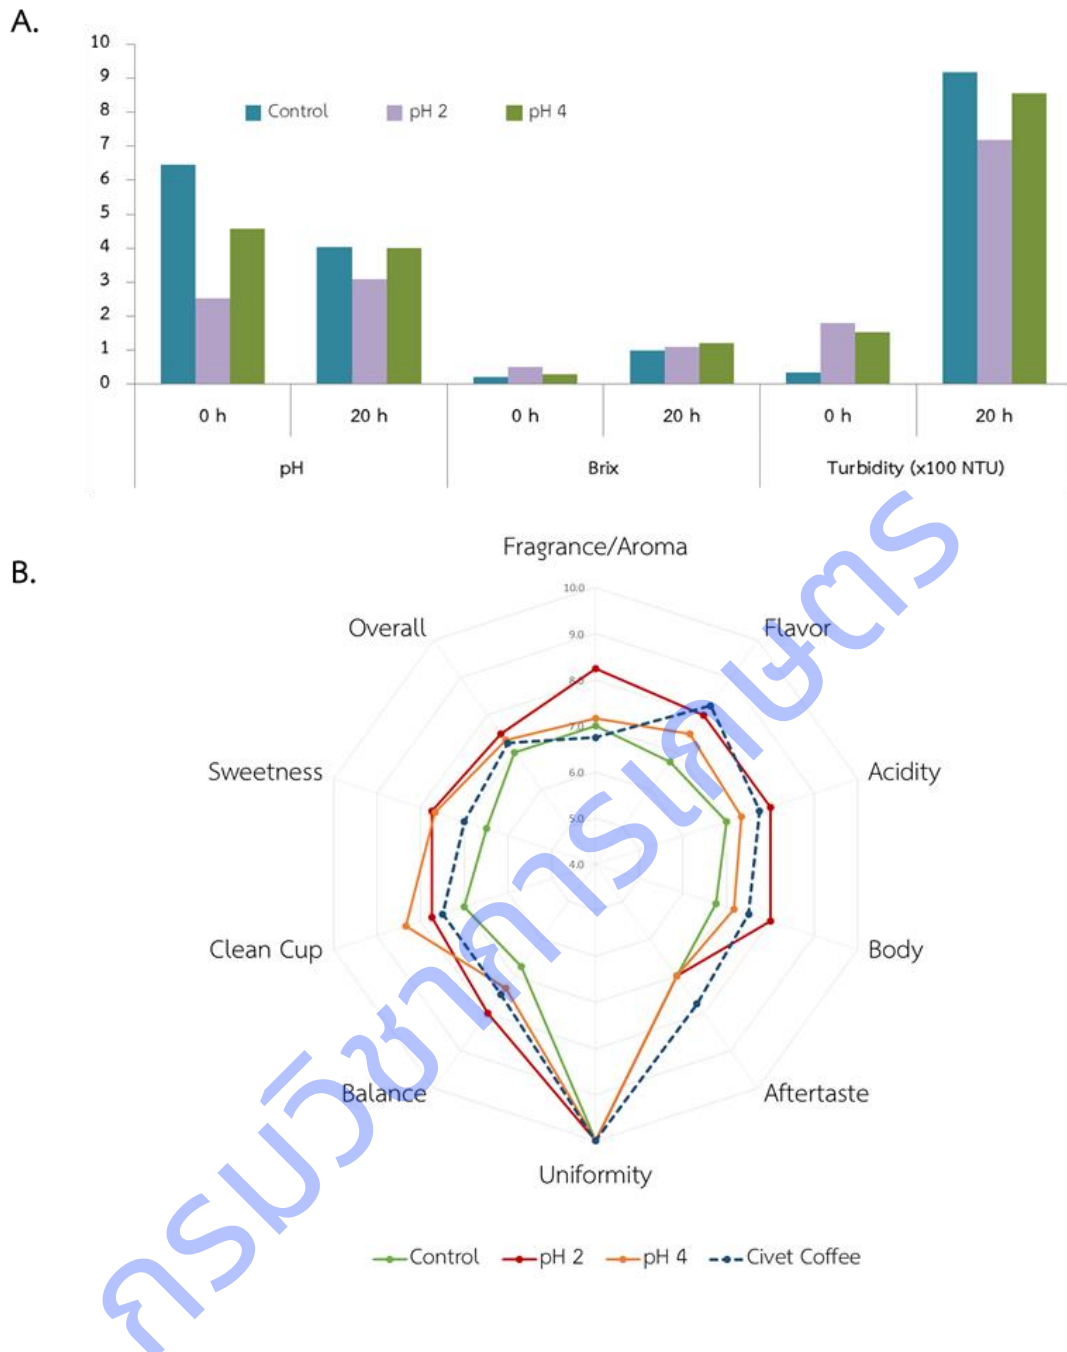 A.
10
9
8
7
6
5
4
3
2
1
0
Control pH 2 pH 4
0 h 20 h 0 h 20 h 0 h 20 h
pH Brix Turbidity (x100 NTU)
B.
Fragrance/Aroma
Overall Flavor
Sweetness Acidity
Clean Cup Body
Balance Aftertaste
Uniformity
10.0
9.0
8.0
7.0
6.0
5.0
4.0
Control pH 2 pH 4 Civet Coffee
กรมวิชาการเกษตร